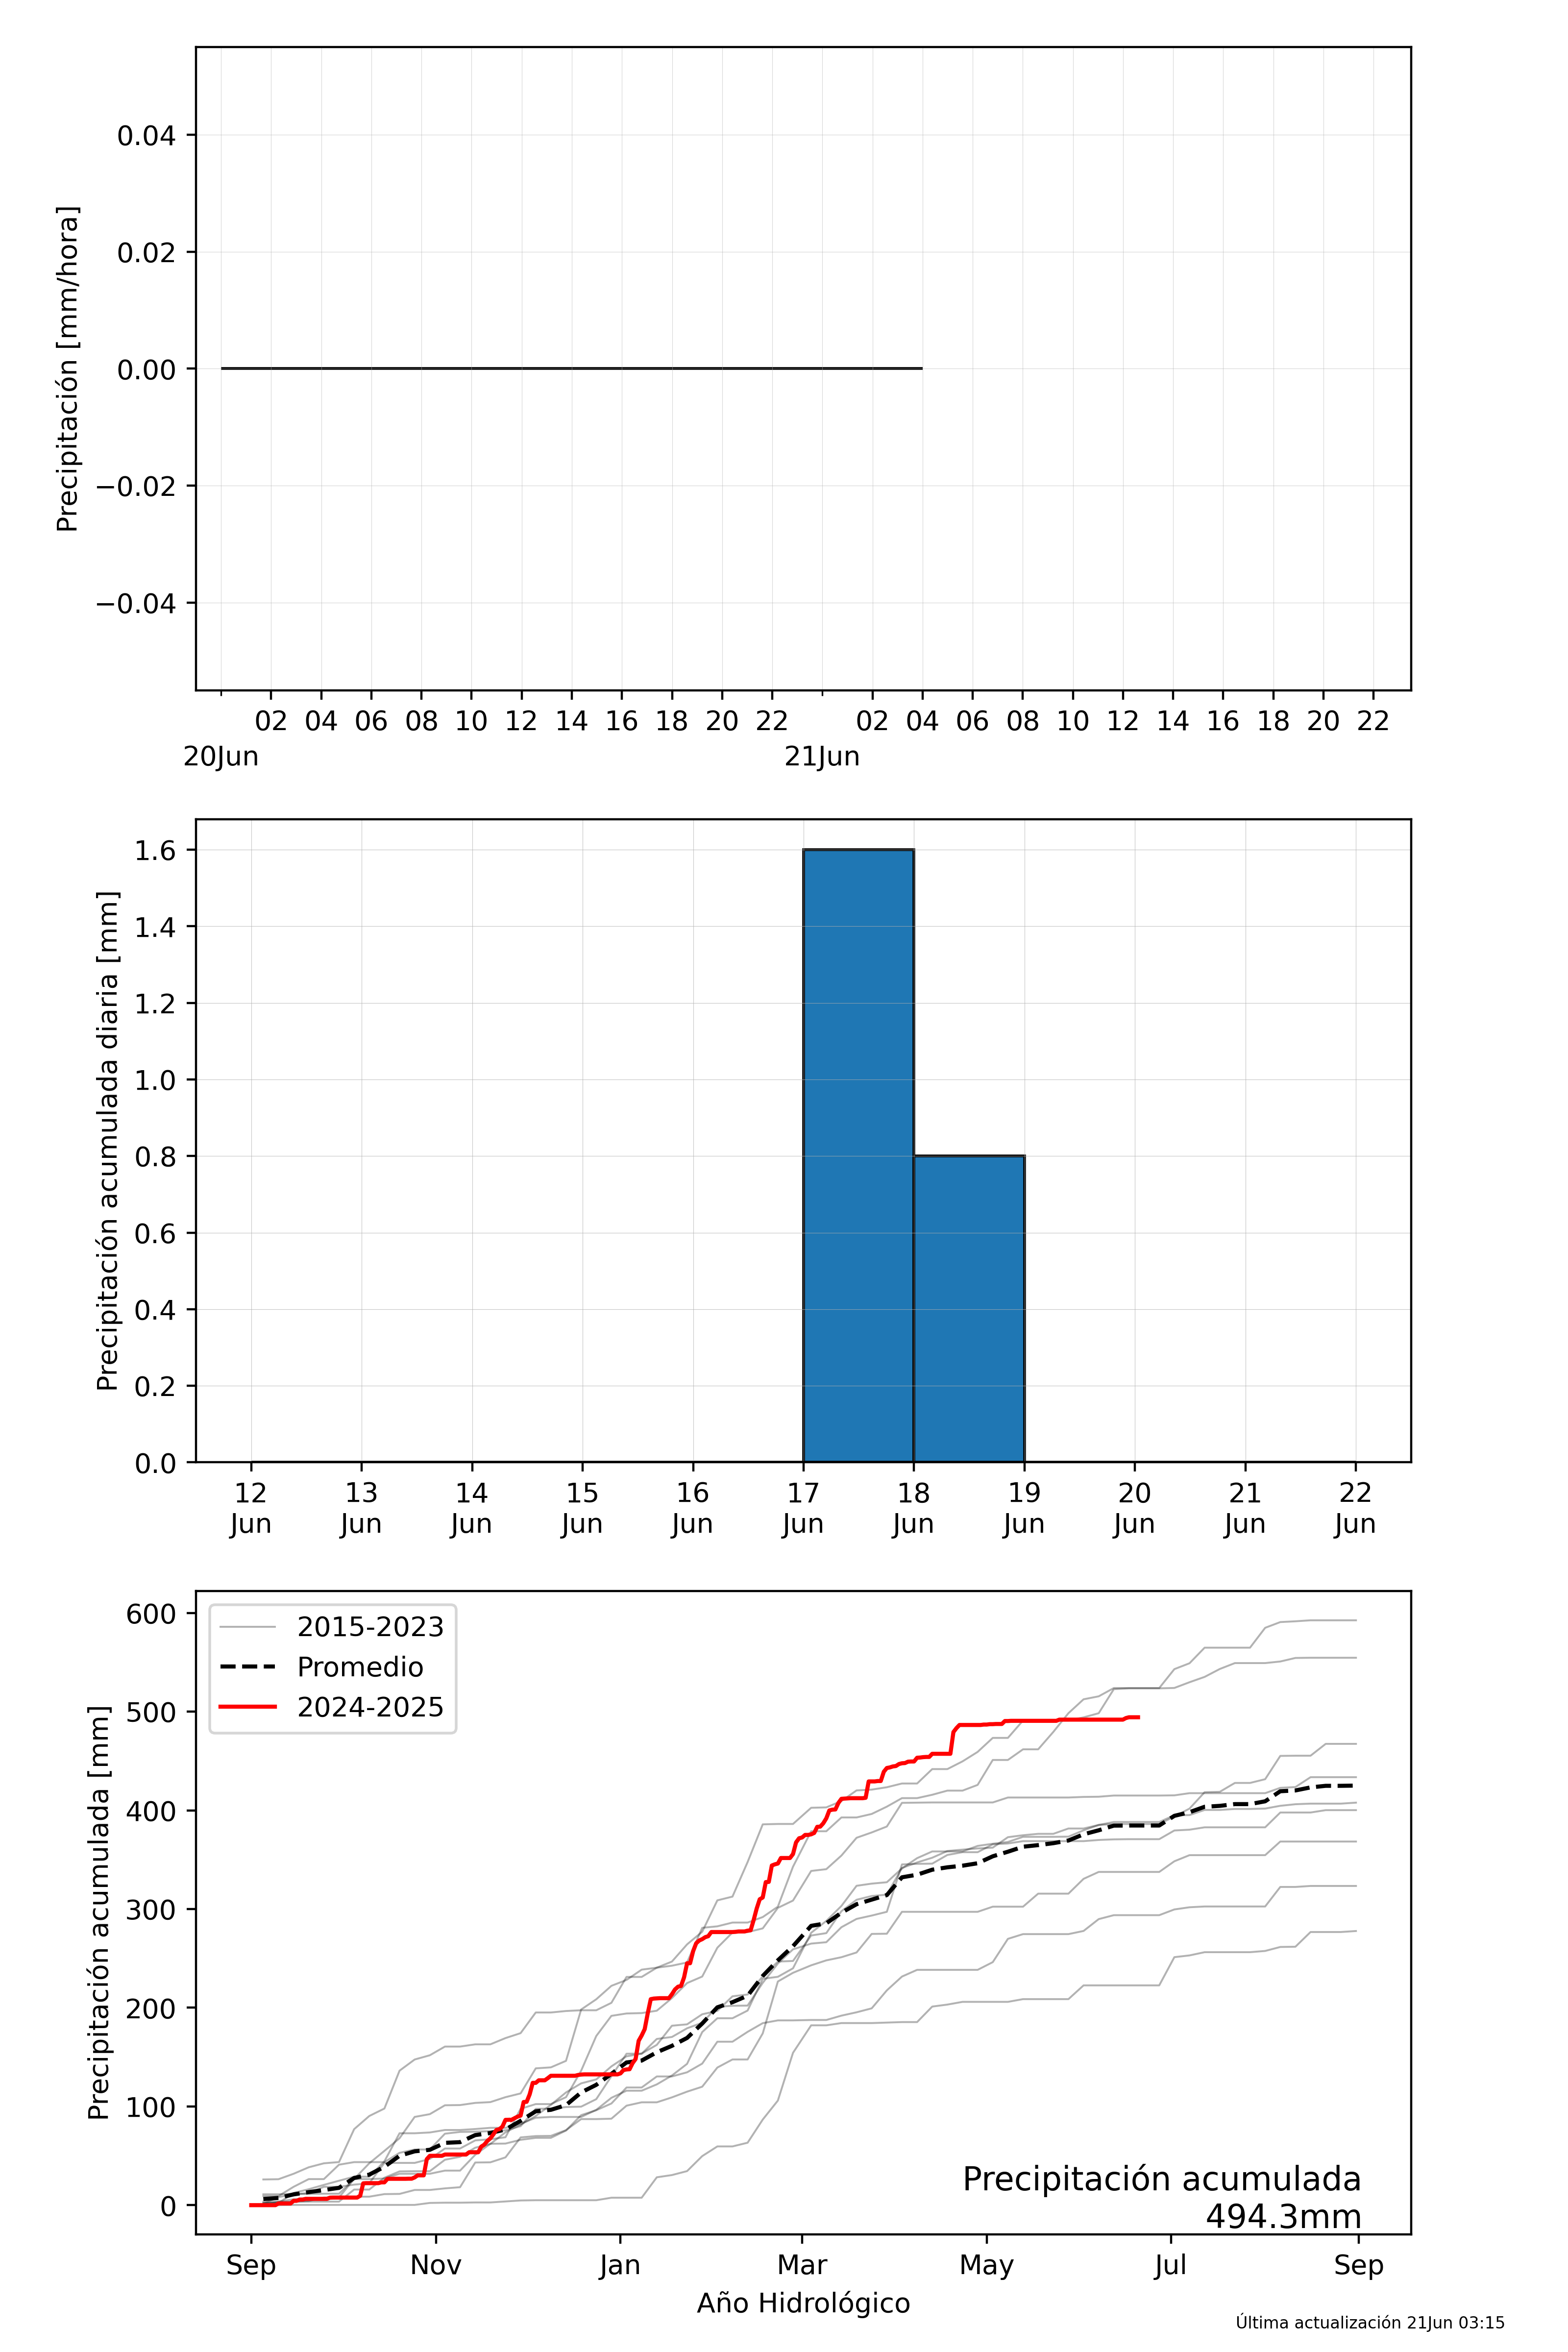 Precipitación [mm/hora]
0.04
0.02
0.00
−0.02
−0.04
02 04 06 08 10 12 14 16 18 20 22 02 04 06 08 10 12 14 16 18 20 22
20Jun 21Jun
Precipitación acumulada diaria [mm]
1.6
1.4
1.2
1.0
0.8
0.6
0.4
0.2
0.0
12 13 14 15 16 17 18 19 20 21 22
Jun Jun Jun Jun Jun Jun Jun Jun Jun Jun Jun
Precipitación acumulada [mm]
600
500
400
300
200
100
0
2015-2023
Promedio
2024-2025
Precipitación acumulada
494.3mm
Sep Nov Jan Mar May Jul Sep
Año Hidrológico
Última actualización 21Jun 03:15